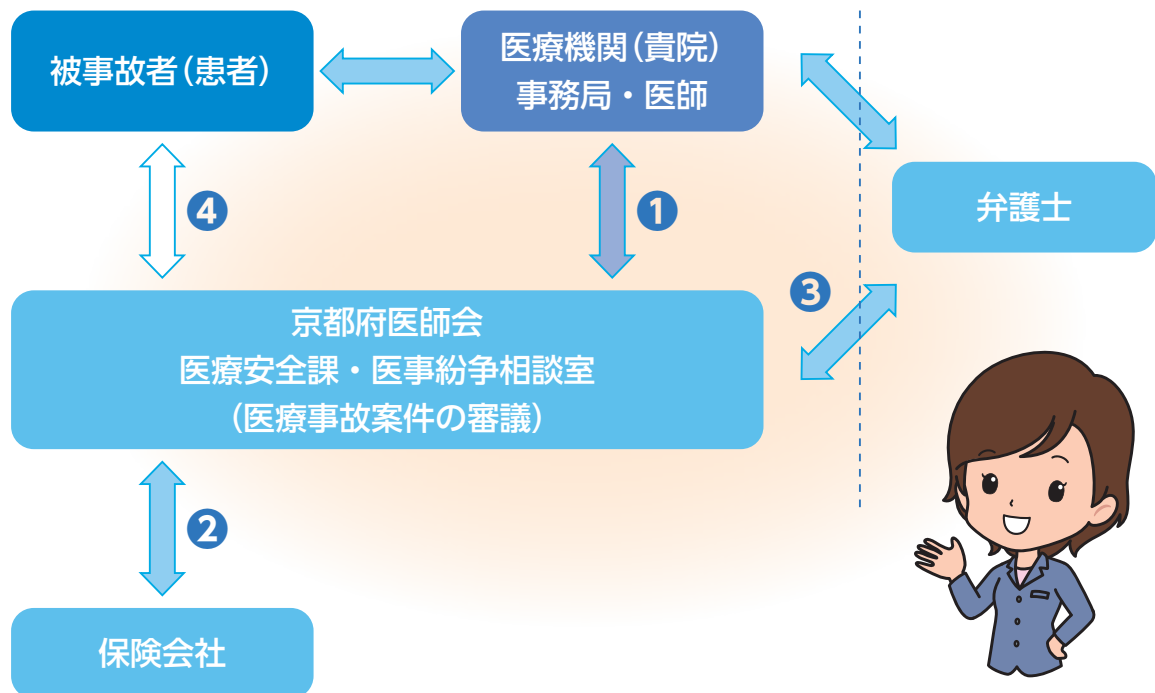 被事故者(患者)
医療機関(貴院)
事務局・医師
弁護士
❹
❶
❸
京都府医師会
医療安全課・医事紛争相談室
(医療事故案件の審議)
❷
保険会社